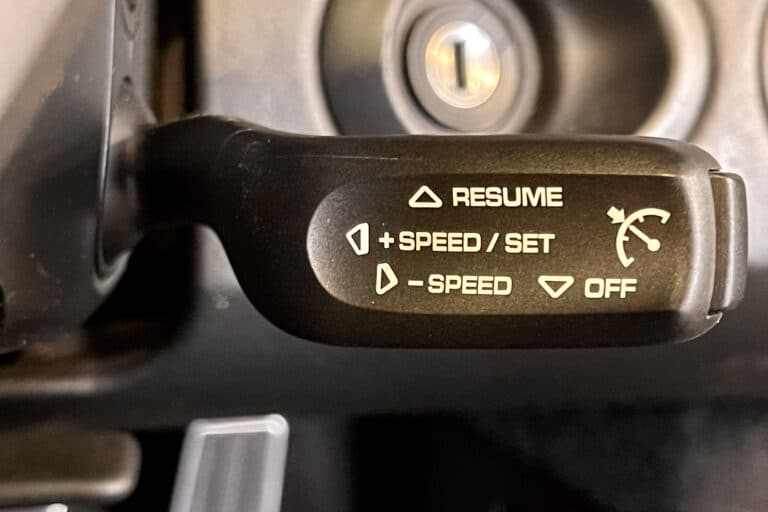 RESUME
+SPEED / SET
-SPEED OFF